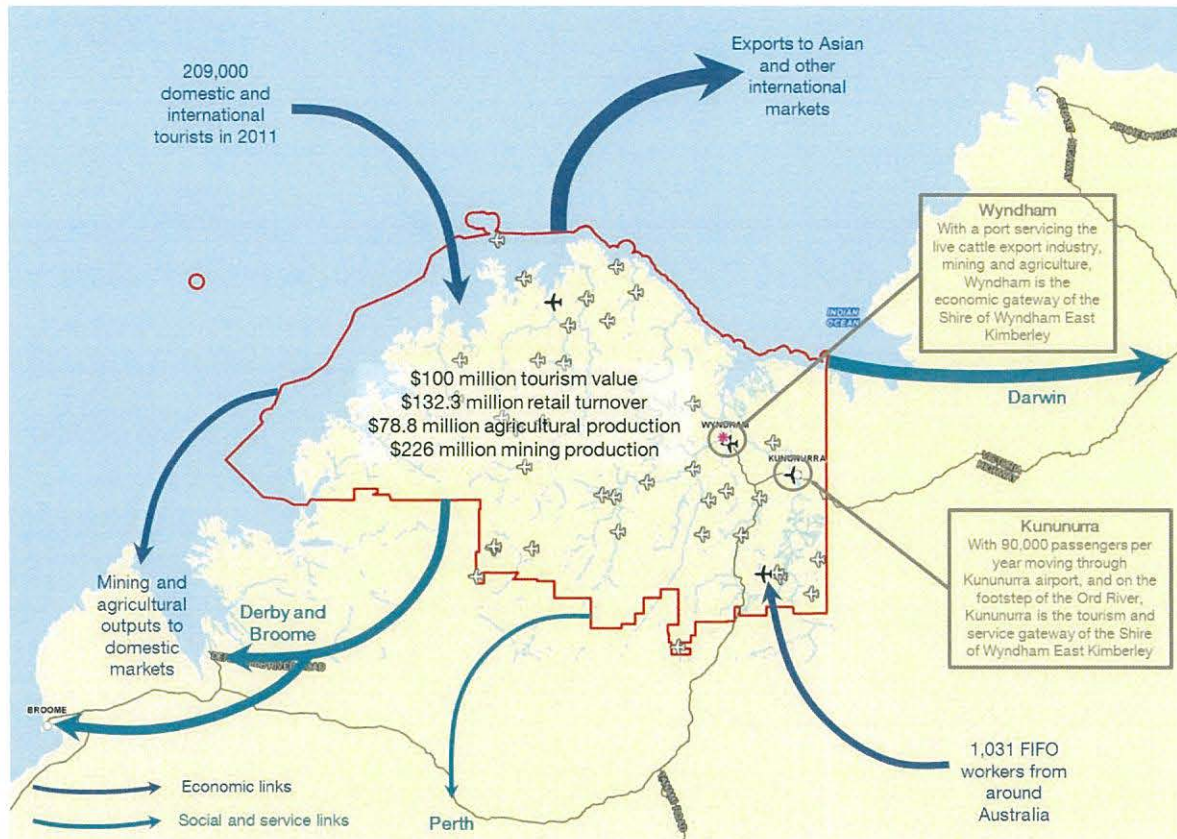 209,000
domestic and
international
tourists in 2011
Exports to Asian
and other
international
markets
Wyndham
With a port servicing the
live cattle export industry,
mining and agriculture,
Wyndham is the
economic gateway of the
Shire of Wyndham East
Kimberley
INDIAN
OCEAN
Darwin
$100 million tourism value
$132.3 million retail turnover
$78.8 million agricultural production
$226 million mining production
WYNDHAM
KUNUNURRA
VICTORIA
HIGHWAY
Kununurra
With 90,000 passengers per
year moving through
Kununurra airport, and on the
footstep of the Ord River,
Kununurra is the tourism and
service gateway of the Shire
of Wyndham East Kimberley
Mining and
agricultural
outputs to
domestic
markets
Derby and
Broome
ROAD
BROOME
1,031 FIFO
workers from
around
Australia
Economic links
Social and service links
Perth